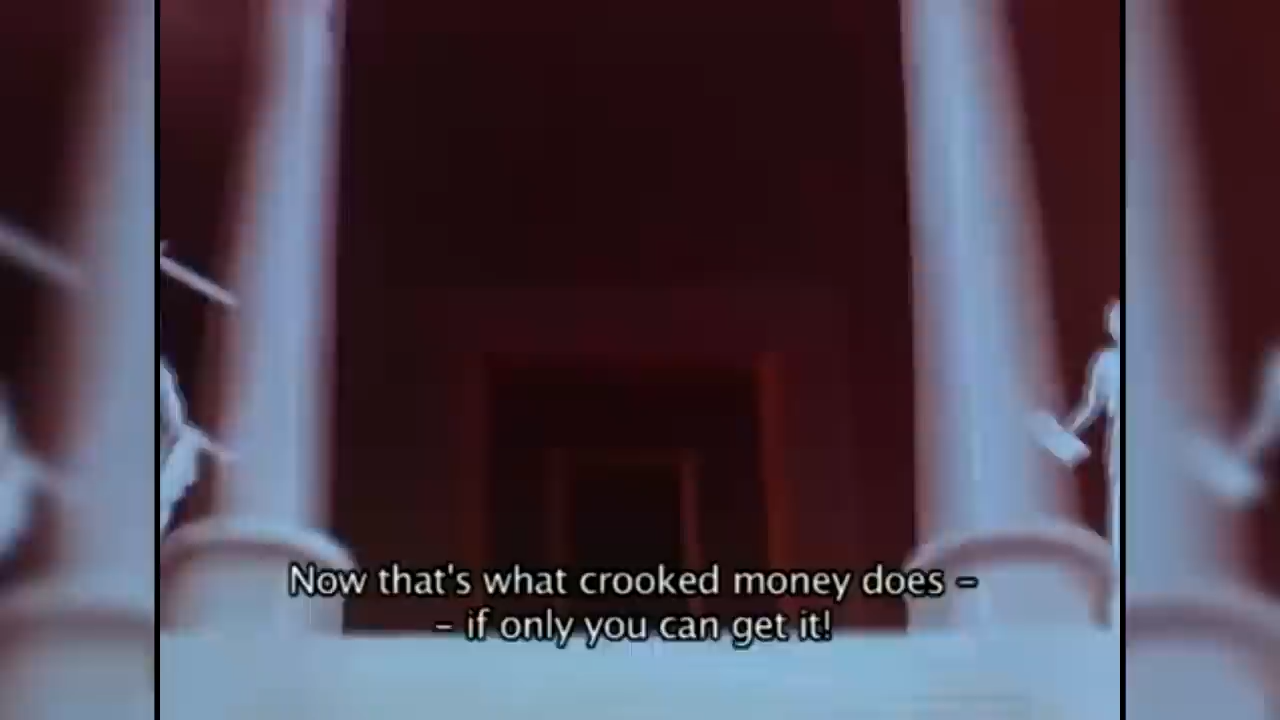 Now that's what crooked money does –
– if only you can get it!